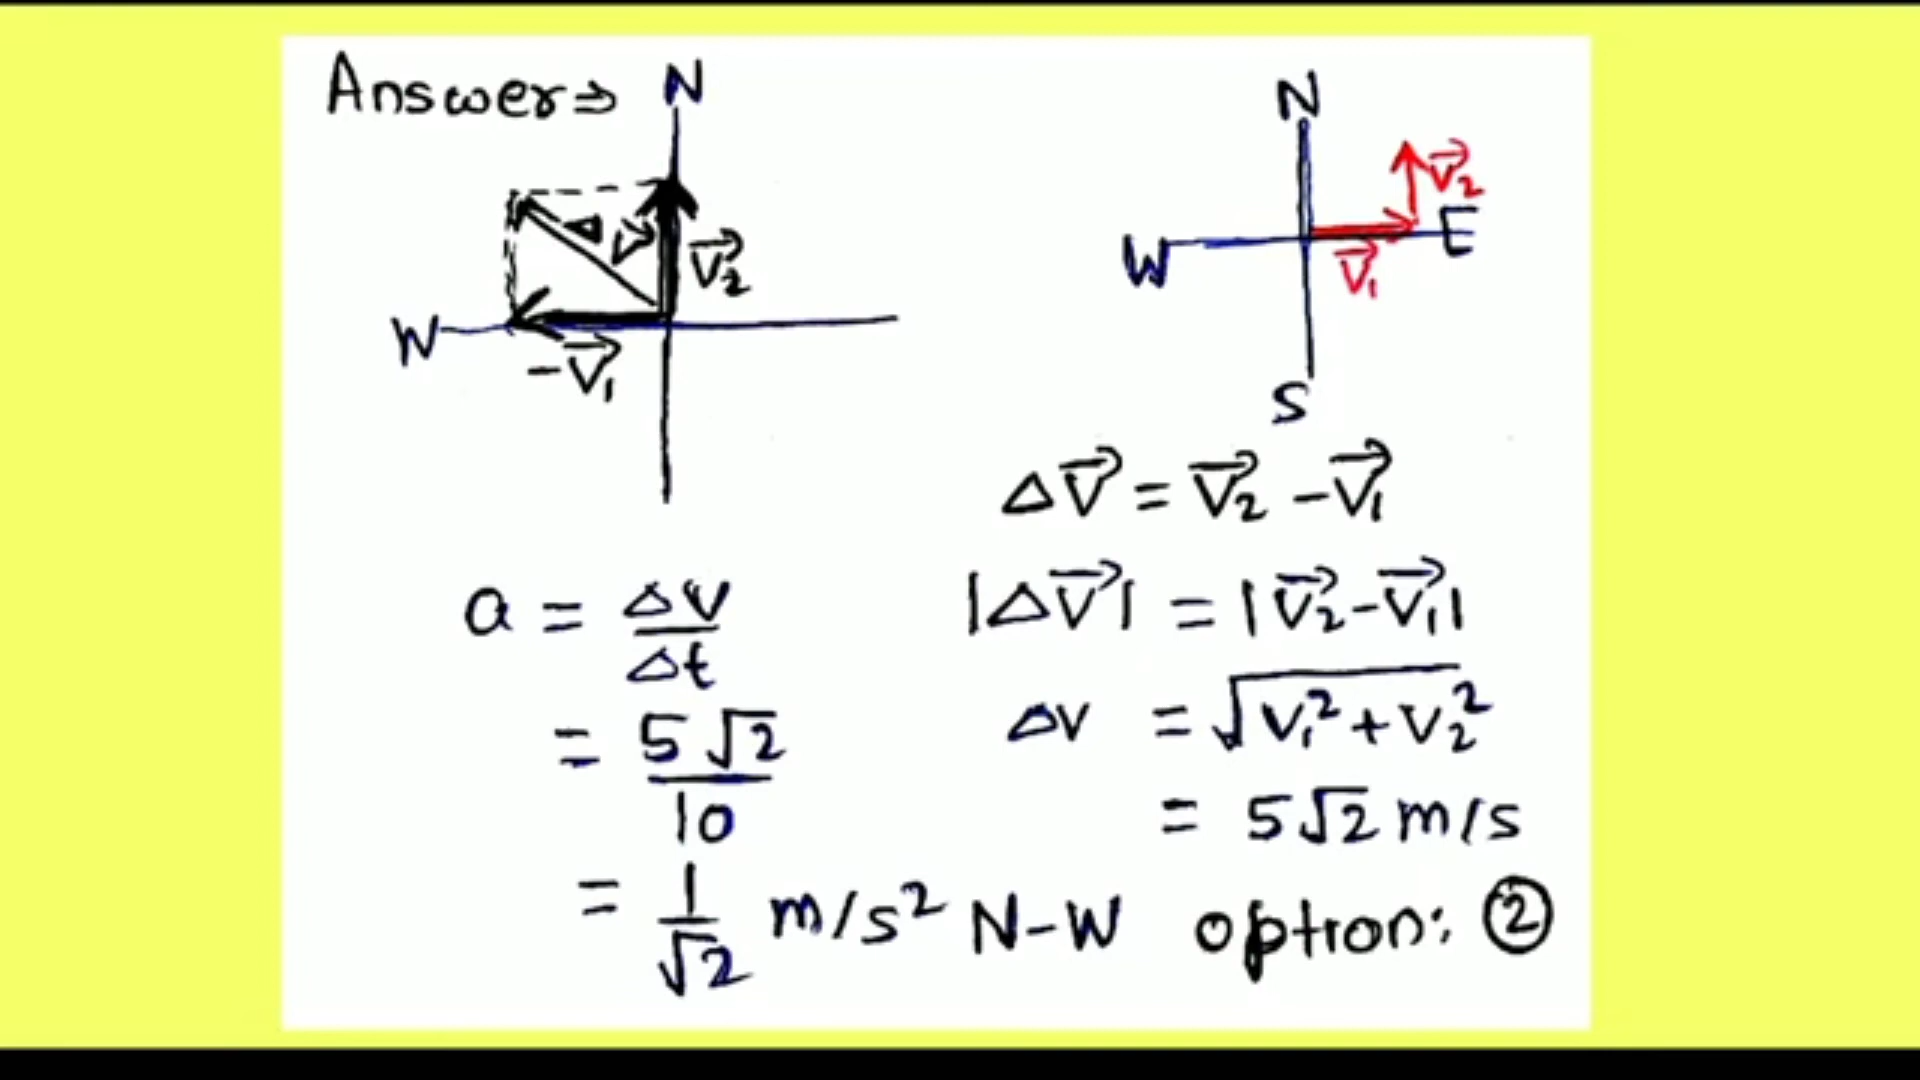 Answer⇒
N
ΔV⃗
V⃗₂
W
-V⃗₁
N
V⃗₂
W
E
V⃗₁
S
ΔV⃗ = V⃗₂ - V⃗₁
|ΔV⃗| = |V⃗₂ - V⃗₁|
ΔV = √(V₁² + V₂²)
= 5√2 m/s
a = ΔV/Δt
= 5√2/10
= 1/√2 m/s² N-W option: ②